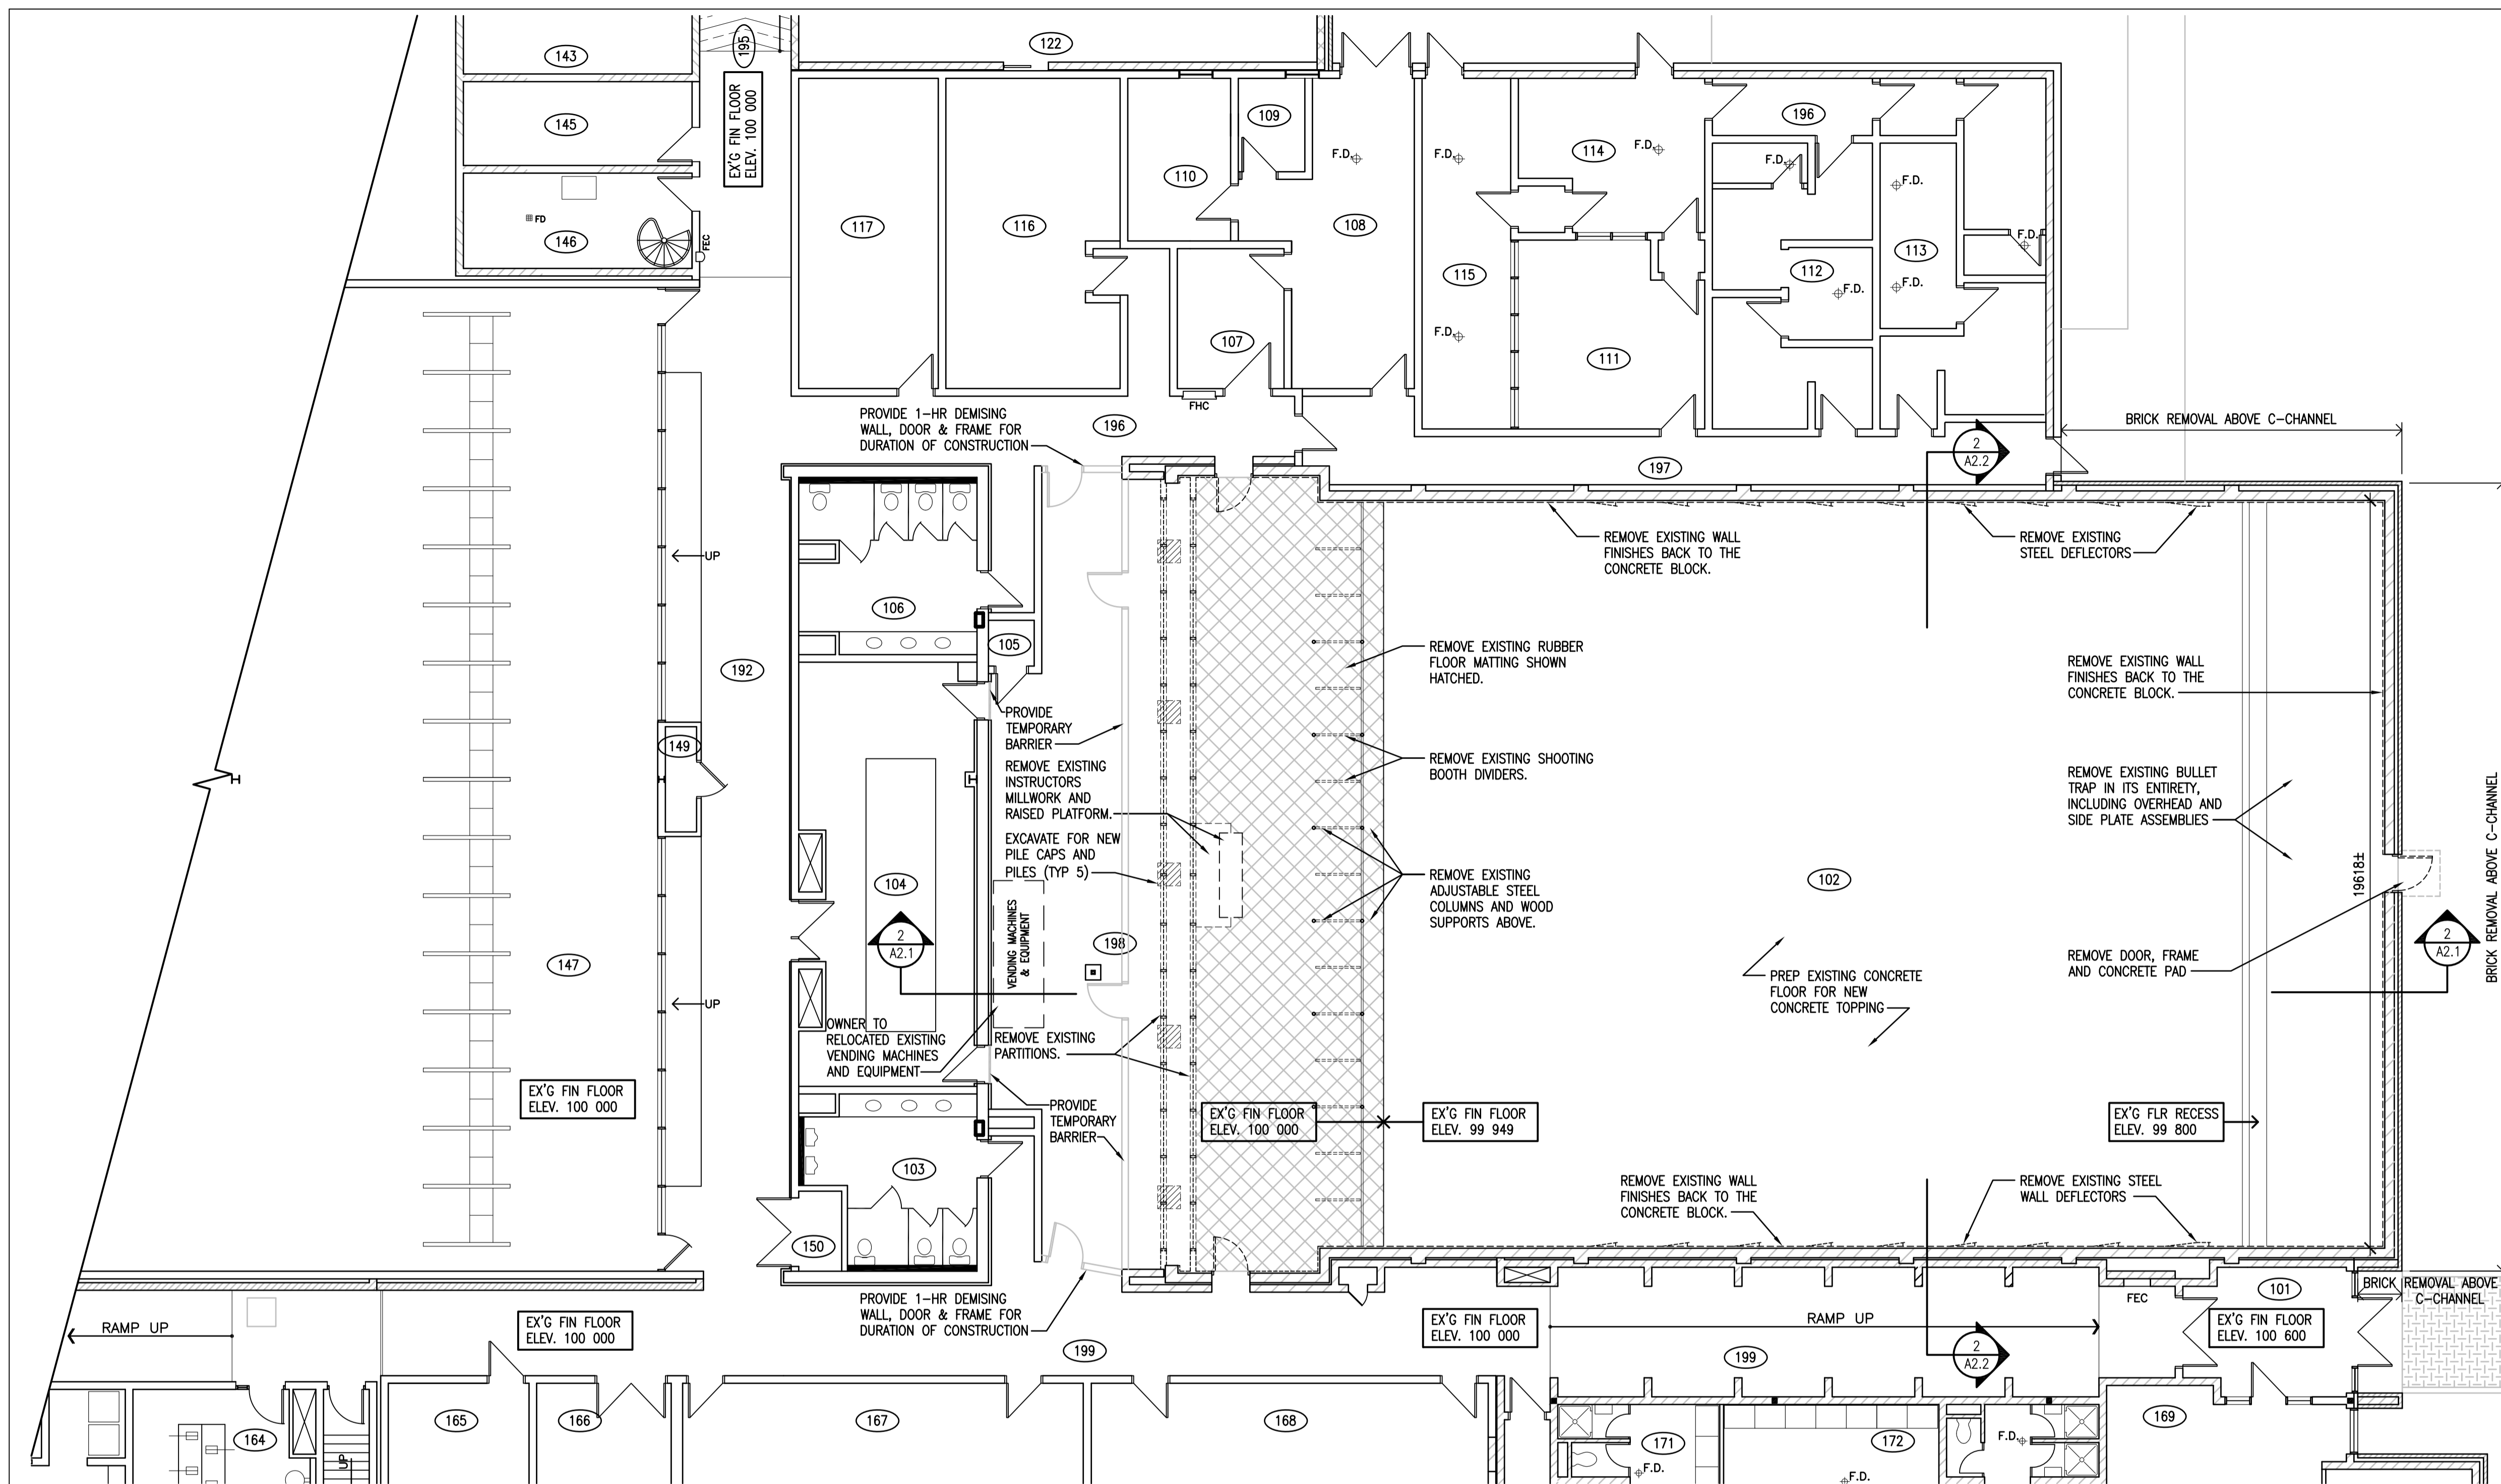 143
195
122
EX'G FIN FLOOR
ELEV. 100 000
145
109
196
F.D.
F.D.
114
F.D.
F.D.
110
F.D.
FD
146
FEC
117
116
108
F.D.
113
115
112
F.D.
F.D.
F.D.
107
111
FHC
PROVIDE 1-HR DEMISING
WALL, DOOR & FRAME FOR
DURATION OF CONSTRUCTION
196
BRICK REMOVAL ABOVE C-CHANNEL
2
A2.2
197
REMOVE EXISTING WALL
FINISHES BACK TO THE
CONCRETE BLOCK.
REMOVE EXISTING
STEEL DEFLECTORS
UP
106
105
192
REMOVE EXISTING RUBBER
FLOOR MATTING SHOWN
HATCHED.
REMOVE EXISTING WALL
FINISHES BACK TO THE
CONCRETE BLOCK.
PROVIDE
TEMPORARY
BARRIER
149
REMOVE EXISTING
INSTRUCTORS
MILLWORK AND
RAISED PLATFORM.
REMOVE EXISTING SHOOTING
BOOTH DIVIDERS.
REMOVE EXISTING BULLET
TRAP IN ITS ENTIRETY,
INCLUDING OVERHEAD AND
SIDE PLATE ASSEMBLIES
EXCAVATE FOR NEW
PILE CAPS AND
PILES (TYP 5)
104
REMOVE EXISTING
ADJUSTABLE STEEL
COLUMNS AND WOOD
SUPPORTS ABOVE.
102
19618±
BRICK REMOVAL ABOVE C-CHANNEL
2
A2.1
VENDING MACHINES
& EQUIPMENT
198
2
A2.1
147
REMOVE DOOR, FRAME
AND CONCRETE PAD
PREP EXISTING CONCRETE
FLOOR FOR NEW
CONCRETE TOPPING
UP
OWNER TO
RELOCATED EXISTING
VENDING MACHINES
AND EQUIPMENT
REMOVE EXISTING
PARTITIONS.
EX'G FIN FLOOR
ELEV. 100 000
PROVIDE
TEMPORARY
BARRIER
EX'G FIN FLOOR
ELEV. 100 000
EX'G FIN FLOOR
ELEV. 99 949
EX'G FLR RECESS
ELEV. 99 800
103
REMOVE EXISTING WALL
FINISHES BACK TO THE
CONCRETE BLOCK.
REMOVE EXISTING STEEL
WALL DEFLECTORS
150
PROVIDE 1-HR DEMISING
WALL, DOOR & FRAME FOR
DURATION OF CONSTRUCTION
FEC
101
BRICK REMOVAL ABOVE
C-CHANNEL
RAMP UP
EX'G FIN FLOOR
ELEV. 100 000
EX'G FIN FLOOR
ELEV. 100 000
RAMP UP
EX'G FIN FLOOR
ELEV. 100 600
199
199
2
A2.2
165
166
167
168
169
164
171
172
F.D.
UP
F.D.
F.D.